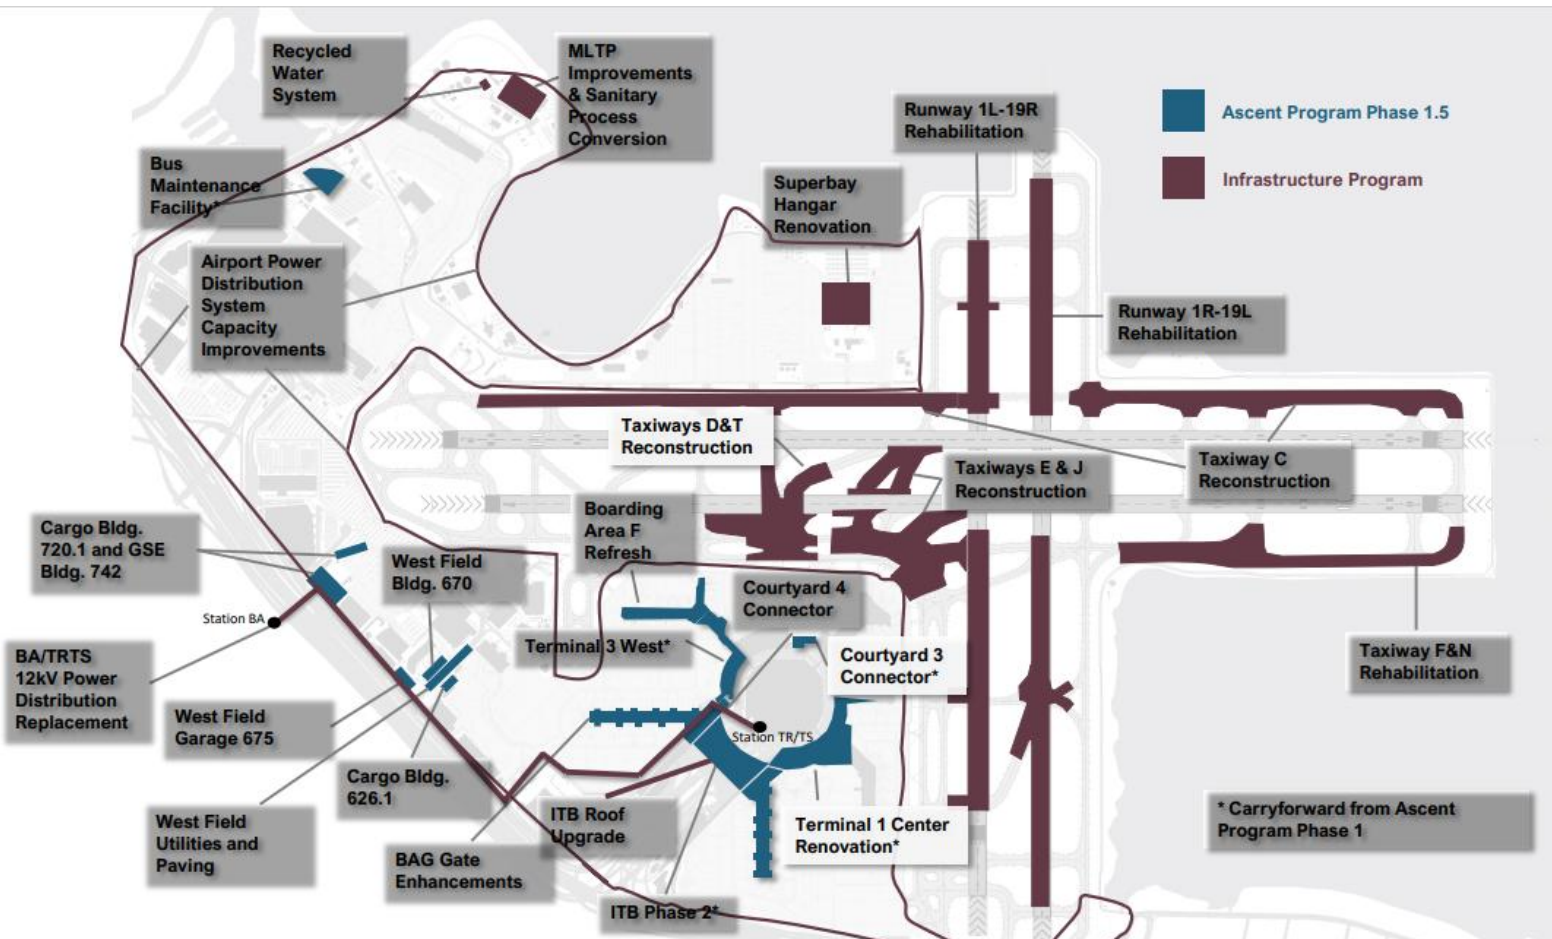 Recycled
Water
System
MLTP
Improvements
& Sanitary
Process
Conversion
Runway 1L-19R
Rehabilitation
Ascent Program Phase 1.5
Infrastructure Program
Bus
Maintenance
Facility*
Superbay
Hangar
Renovation
Airport Power
Distribution
System
Capacity
Improvements
Runway 1R-19L
Rehabilitation
Taxiways D&T
Reconstruction
Taxiways E & J
Reconstruction
Taxiway C
Reconstruction
Cargo Bldg.
720.1 and GSE
Bldg. 742
Boarding
Area F
Refresh
West Field
Bldg. 670
Courtyard 4
Connector
Station BA
Terminal 3 West*
Courtyard 3
Connector*
Taxiway F&N
Rehabilitation
BA/TRTS
12kV Power
Distribution
Replacement
West Field
Garage 675
Station TR/TS
Cargo Bldg.
626.1
West Field
Utilities and
Paving
ITB Roof
Upgrade
Terminal 1 Center
Renovation*
* Carryforward from Ascent
Program Phase 1
BAG Gate
Enhancements
ITB Phase 2*